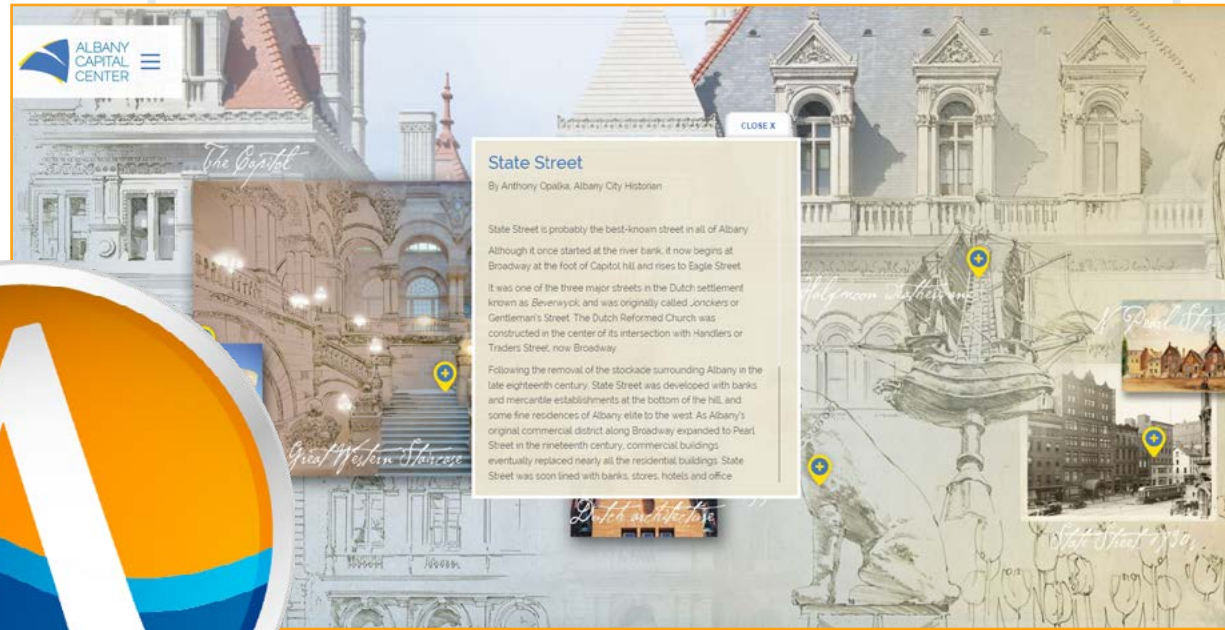 ALBANY
CAPITAL
CENTER
The Capitol
CLOSE X
State Street
By Anthony Opalka, Albany City Historian
State Street is probably the best-known street in all of Albany.
Although it once started at the river bank, it now begins at
Broadway at the foot of Capitol hill and rises to Eagle Street.
It was one of the three major streets in the Dutch settlement
known as Beverwyck, and was originally called Jonckers or
Gentleman's Street. The Dutch Reformed Church was
constructed in the center of its intersection with Handlers or
Traders Street, now Broadway.
Following the removal of the stockade surrounding Albany in the
late eighteenth century, State Street was developed with banks
and mercantile establishments at the bottom of the hill, and
some fine residences of Albany elite to the west. As Albany's
original commercial district along Broadway expanded to Pearl
Street in the nineteenth century, commercial buildings
eventually replaced nearly all the residential buildings. State
Street was soon lined with banks, stores, hotels and office
Great Western Staircase
Dutch architecture
Halfmoon weathervane
N Pearl
State Street